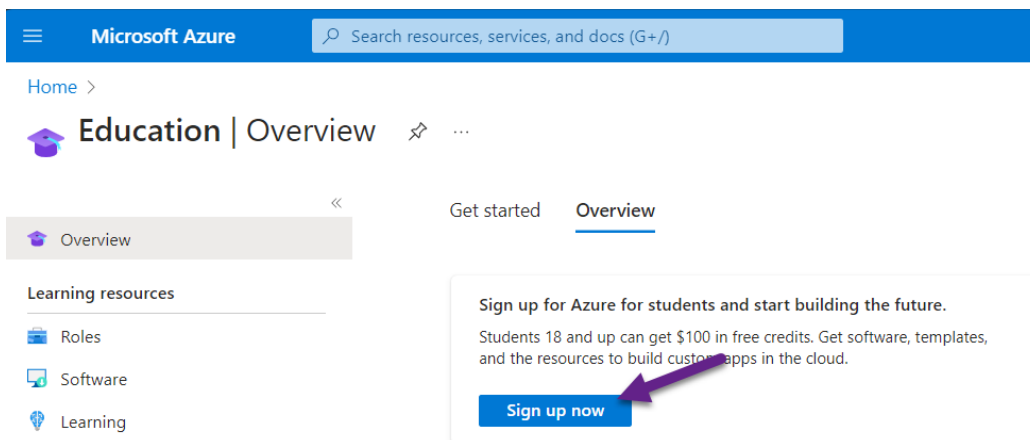 Microsoft Azure
Search resources, services, and docs (G+/)
Home >
Education | Overview
...
«
Get started
Overview
Overview
Learning resources
Roles
Software
Learning
Sign up for Azure for students and start building the future.
Students 18 and up can get $100 in free credits. Get software, templates,
and the resources to build custom apps in the cloud.
Sign up now